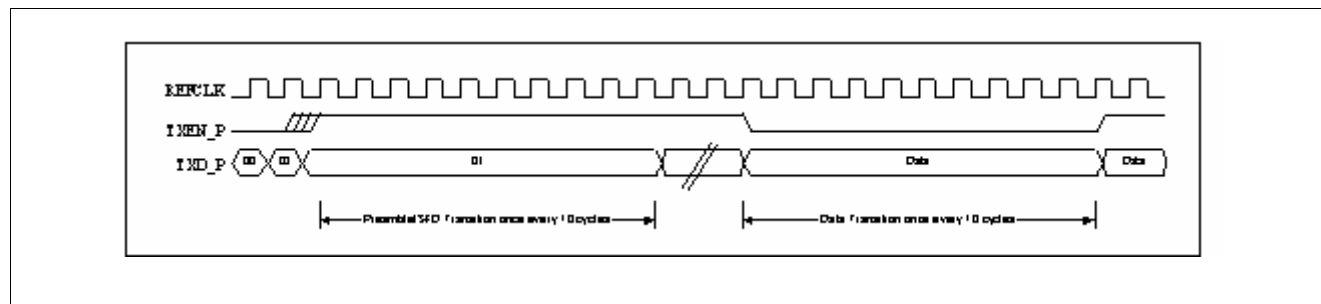 REFCLK
TXEN_P
TXD_P 00 00 01 Data Data
Preamble/SFD Transition once every 10 cycles Data Transition once every 10 cycles